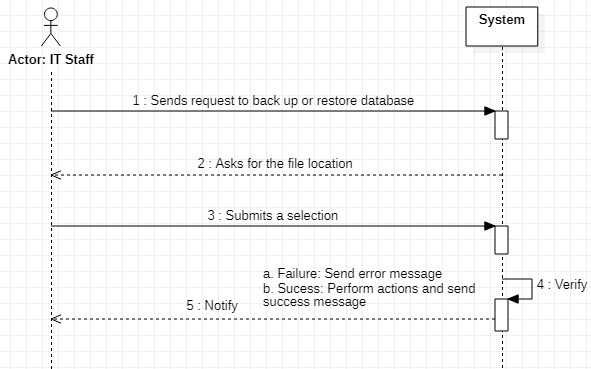 System
Actor: IT Staff
1 : Sends request to back up or restore database
2 : Asks for the file location
3 : Submits a selection
a. Failure: Send error message
b. Sucess: Perform actions and send
success message
4 : Verify
5 : Notify